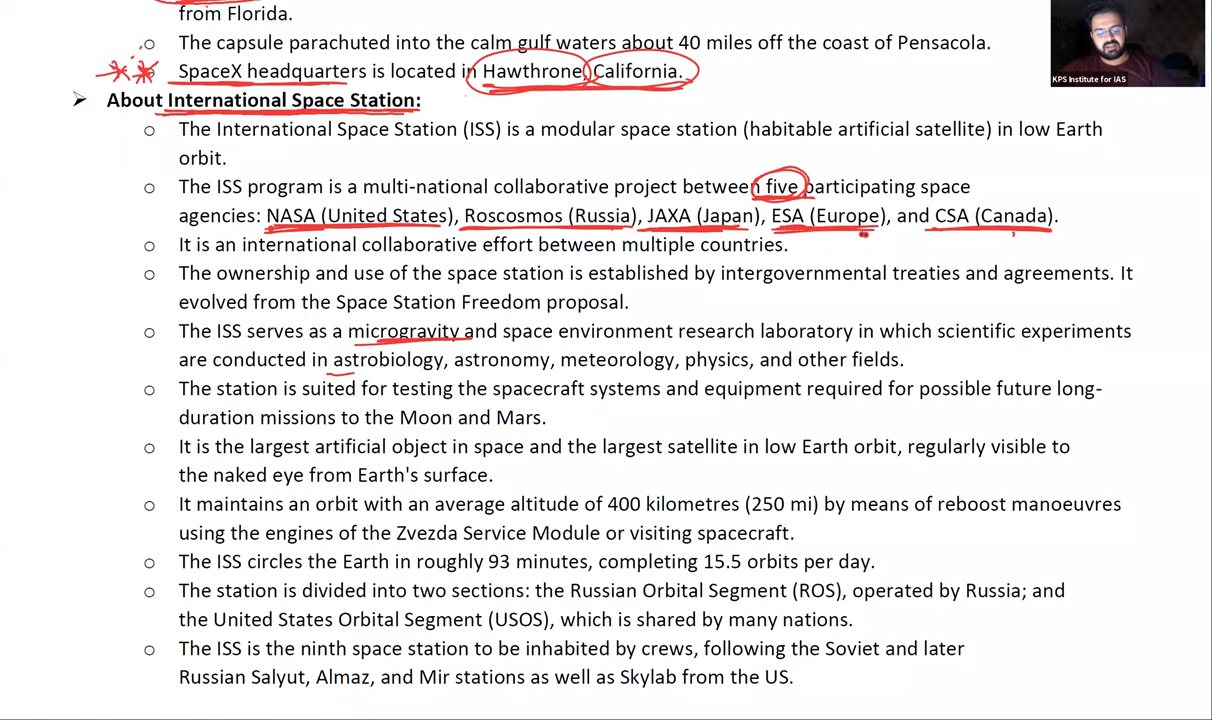 from Florida.
o The capsule parachuted into the calm gulf waters about 40 miles off the coast of Pensacola.
SpaceX headquarters is located in Hawthrone, California.
KPS Institute for IAS
➢ About International Space Station:
o The International Space Station (ISS) is a modular space station (habitable artificial satellite) in low Earth
orbit.
o The ISS program is a multi-national collaborative project between five participating space
agencies: NASA (United States), Roscosmos (Russia), JAXA (Japan), ESA (Europe), and CSA (Canada).
o It is an international collaborative effort between multiple countries.
o The ownership and use of the space station is established by intergovernmental treaties and agreements. It
evolved from the Space Station Freedom proposal.
o The ISS serves as a microgravity and space environment research laboratory in which scientific experiments
are conducted in astrobiology, astronomy, meteorology, physics, and other fields.
o The station is suited for testing the spacecraft systems and equipment required for possible future long-
duration missions to the Moon and Mars.
o It is the largest artificial object in space and the largest satellite in low Earth orbit, regularly visible to
the naked eye from Earth's surface.
o It maintains an orbit with an average altitude of 400 kilometres (250 mi) by means of reboost manoeuvres
using the engines of the Zvezda Service Module or visiting spacecraft.
o The ISS circles the Earth in roughly 93 minutes, completing 15.5 orbits per day.
o The station is divided into two sections: the Russian Orbital Segment (ROS), operated by Russia; and
the United States Orbital Segment (USOS), which is shared by many nations.
o The ISS is the ninth space station to be inhabited by crews, following the Soviet and later
Russian Salyut, Almaz, and Mir stations as well as Skylab from the US.